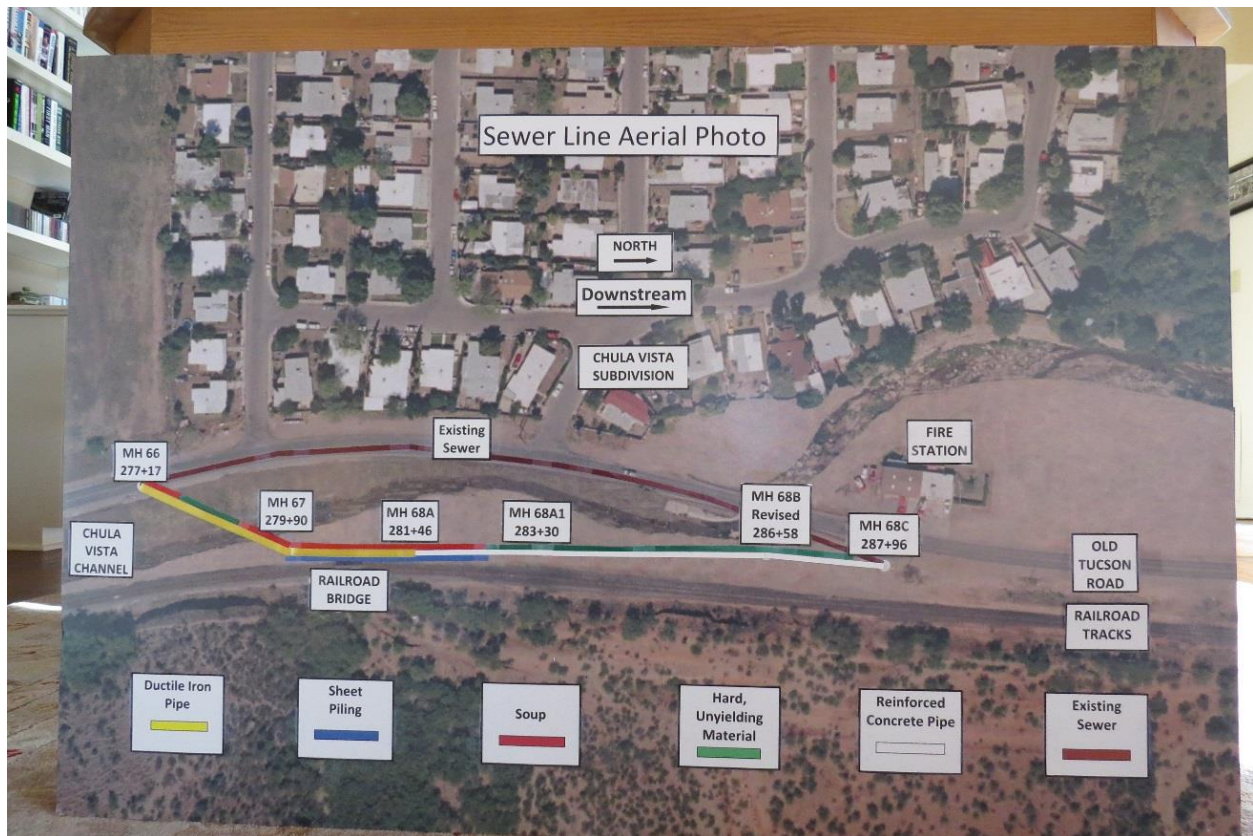 Sewer Line Aerial Photo
NORTH
Downstream
CHULA VISTA
SUBDIVISION
Existing
Sewer
FIRE
STATION
MH 66
277+17
MH 67
279+90
MH 68A
281+46
MH 68A1
283+30
MH 68B
Revised
286+58
MH 68C
287+96
CHULA
VISTA
CHANNEL
RAILROAD
BRIDGE
OLD
TUCSON
ROAD
RAILROAD
TRACKS
Ductile Iron
Pipe
Sheet
Piling
Soup
Hard,
Unyielding
Material
Reinforced
Concrete Pipe
Existing
Sewer